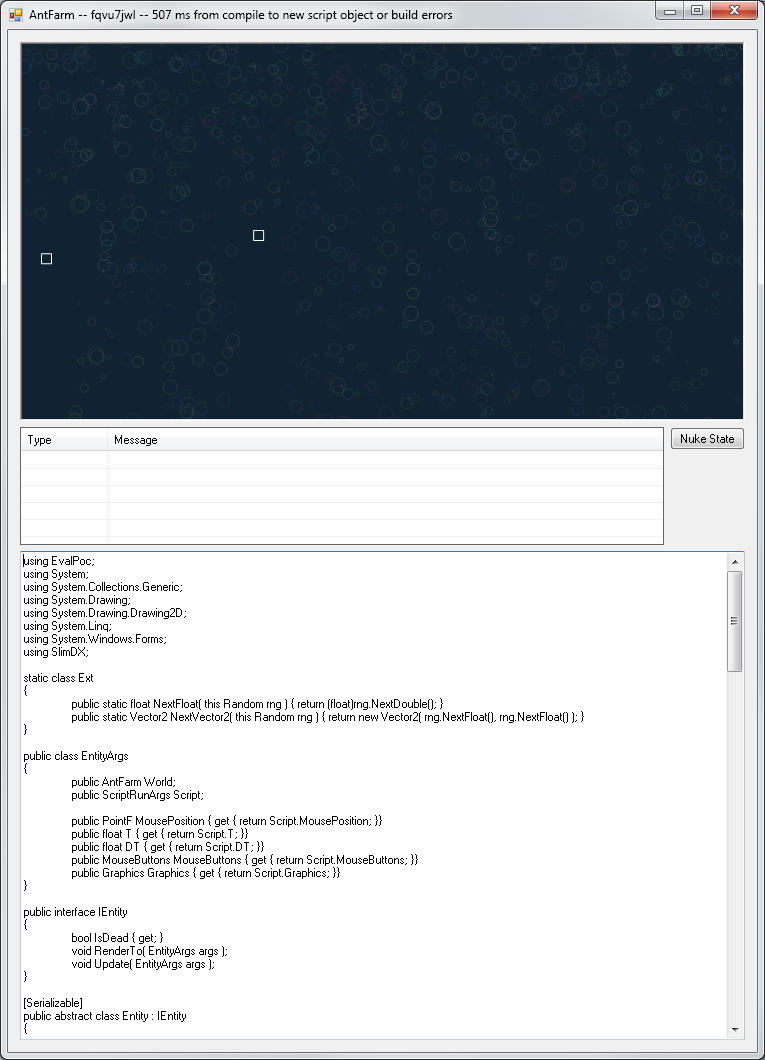 AntFarm -- fqvu7jwl -- 507 ms from compile to new script object or build errors
Type Message
Nuke State
using EvalPoc;
using System;
using System.Collections.Generic;
using System.Drawing;
using System.Drawing.Drawing2D;
using System.Linq;
using System.Windows.Forms;
using SlimDX;
static class Ext
{
public static float NextFloat( this Random rng ) { return (float)rng.NextDouble(); }
public static Vector2 NextVector2( this Random rng ) { return new Vector2( rng.NextFloat(), rng.NextFloat() ); }
}
public class EntityArgs
{
public AntFarm World;
public ScriptRunArgs Script;
public PointF MousePosition { get { return Script.MousePosition; }}
public float T { get { return Script.T; }}
public float DT { get { return Script.DT; }}
public MouseButtons MouseButtons { get { return Script.MouseButtons; }}
public Graphics Graphics { get { return Script.Graphics; }}
}
public interface IEntity
{
bool IsDead { get; }
void RenderTo( EntityArgs args );
void Update( EntityArgs args );
}
[Serializable]
public abstract class Entity : IEntity
{